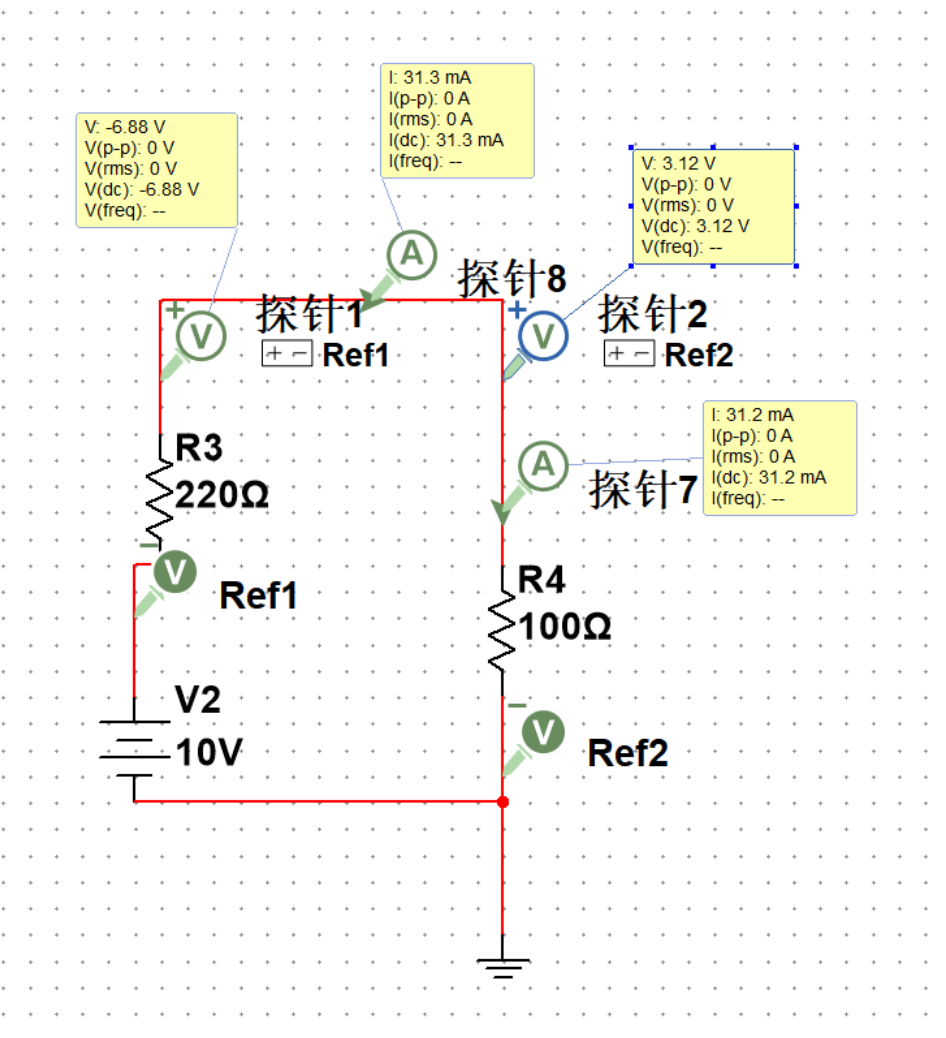 I: 31.3 mA
I(p-p): 0 A
I(rms): 0 A
I(dc): 31.3 mA
I(freq): --
V: -6.88 V
V(p-p): 0 V
V(rms): 0 V
V(dc): -6.88 V
V(freq): --
V: 3.12 V
V(p-p): 0 V
V(rms): 0 V
V(dc): 3.12 V
V(freq): --
A
探针8
+
V
探针1
+ − Ref1
+
V
探针2
+ − Ref2
I: 31.2 mA
I(p-p): 0 A
I(rms): 0 A
I(dc): 31.2 mA
I(freq): --
A
探针7
R3
220Ω
−
V
Ref1
R4
100Ω
V2
10V
−
V
Ref2